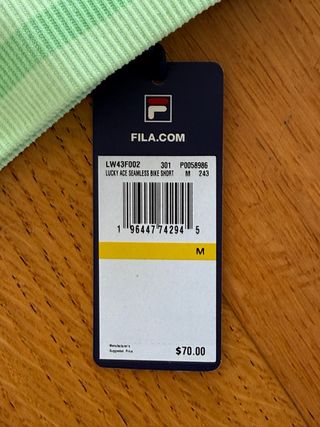 F
FILA.COM
LW43F002 301 P0058986
LUCKY ACE SEAMLESS BIKE SHORT M 243
1 96447 74294 5
M
Manufacturer's
Suggested Price $70.00